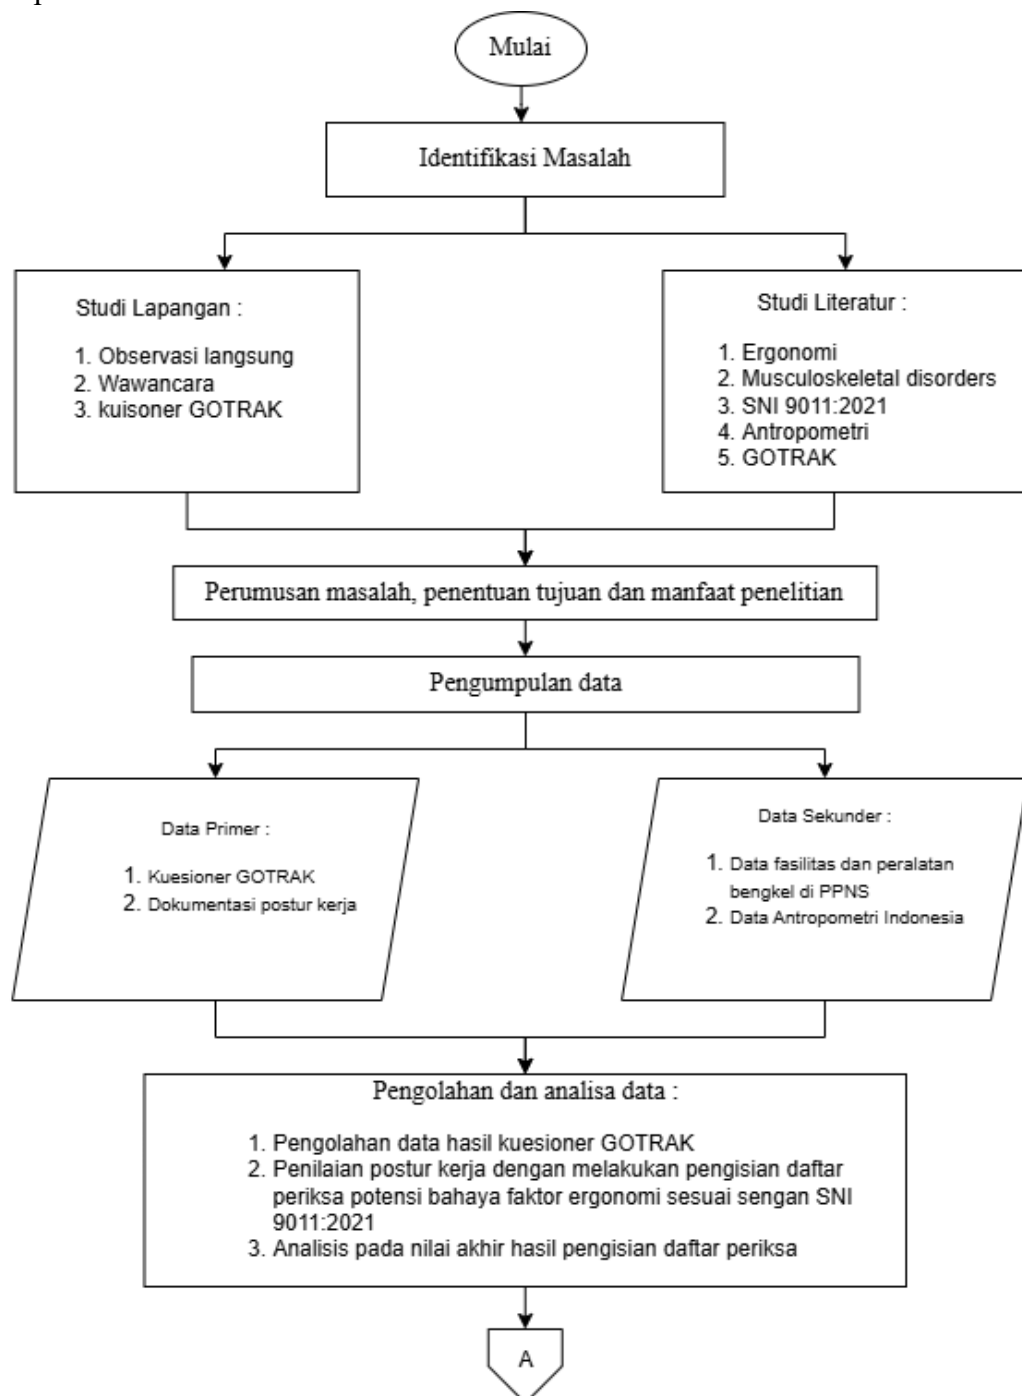 Mulai
Identifikasi Masalah
Studi Lapangan :
1. Observasi langsung
2. Wawancara
3. kuisoner GOTRAK
Studi Literatur :
1. Ergonomi
2. Musculoskeletal disorders
3. SNI 9011:2021
4. Antropometri
5. GOTRAK
Perumusan masalah, penentuan tujuan dan manfaat penelitian
Pengumpulan data
Data Primer :
1. Kuesioner GOTRAK
2. Dokumentasi postur kerja
Data Sekunder :
1. Data fasilitas dan peralatan
bengkel di PPNS
2. Data Antropometri Indonesia
Pengolahan dan analisa data :
1. Pengolahan data hasil kuesioner GOTRAK
2. Penilaian postur kerja dengan melakukan pengisian daftar
periksa potensi bahaya faktor ergonomi sesuai sengan SNI
9011:2021
3. Analisis pada nilai akhir hasil pengisian daftar periksa
A